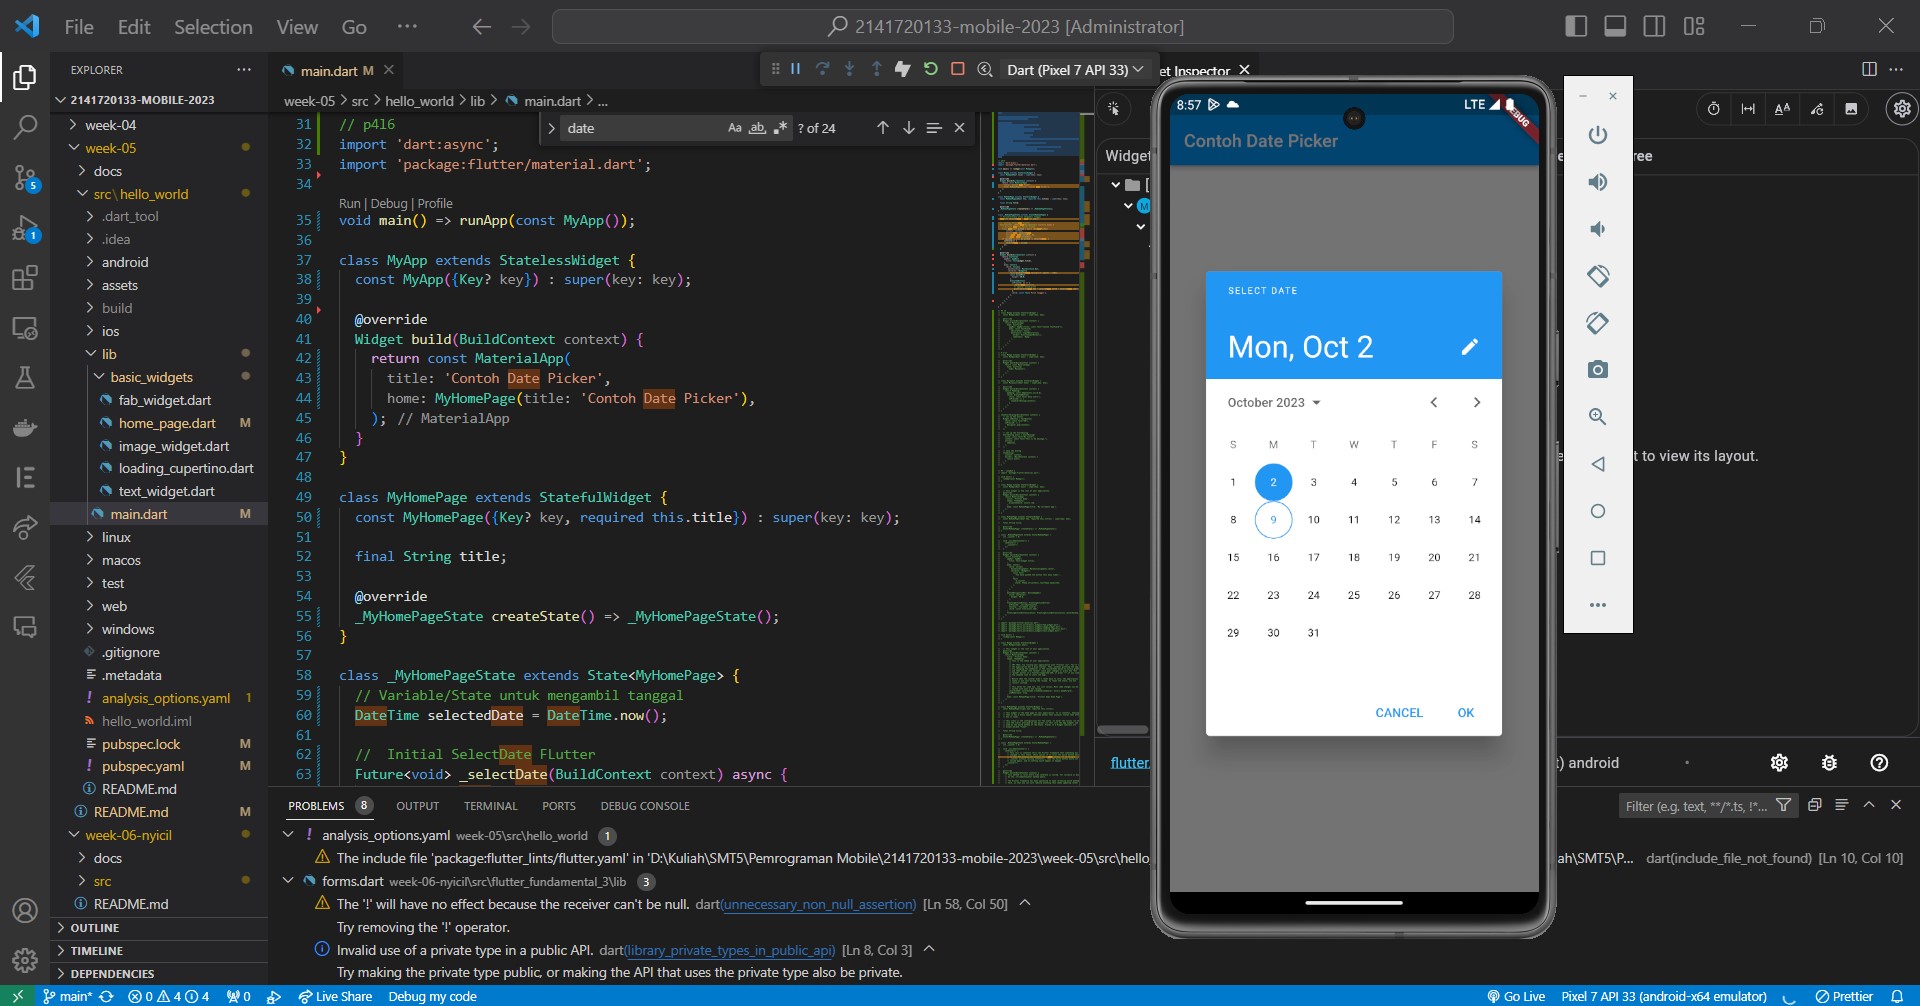 File Edit Selection View Go ··· 2141720133-mobile-2023 [Administrator]
EXPLORER ···
2141720133-MOBILE-2023
week-04
week-05
docs
src\hello_world
.dart_tool
.idea
android
assets
build
ios
lib
basic_widgets
fab_widget.dart
home_page.dart M
image_widget.dart
loading_cupertino.dart
text_widget.dart
main.dart M
linux
macos
test
web
windows
.gitignore
.metadata
analysis_options.yaml 1
hello_world.iml
pubspec.lock M
pubspec.yaml M
README.md
README.md M
week-06-nyicil
docs
src
README.md
OUTLINE
TIMELINE
DEPENDENCIES
5
1
main.dart M
Dart (Pixel 7 API 33)
et Inspector
week-05 > src > hello_world > lib > main.dart > ...
date Aa ab ? of 24
31 // p4l6
32 import 'dart:async';
33 import 'package:flutter/material.dart';
34
Run | Debug | Profile
35 void main() => runApp(const MyApp());
36
37 class MyApp extends StatelessWidget {
38 const MyApp({Key? key}) : super(key: key);
39
40 @override
41 Widget build(BuildContext context) {
42 return const MaterialApp(
43 title: 'Contoh Date Picker',
44 home: MyHomePage(title: 'Contoh Date Picker'),
45 ); // MaterialApp
46 }
47 }
48
49 class MyHomePage extends StatefulWidget {
50 const MyHomePage({Key? key, required this.title}) : super(key: key);
51
52 final String title;
53
54 @override
55 _MyHomePageState createState() => _MyHomePageState();
56 }
57
58 class _MyHomePageState extends State<MyHomePage> {
59 // Variable/State untuk mengambil tanggal
60 DateTime selectedDate = DateTime.now();
61
62 // Initial SelectDate FLutter
63 Future<void> _selectDate(BuildContext context) async {
Widget
ree
[
M
t to view its layout.
flutter.
t) android
8:57 LTE
DEBUG
Contoh Date Picker
SELECT DATE
Mon, Oct 2
October 2023
S M T W T F S
1 2 3 4 5 6 7
8 9 10 11 12 13 14
15 16 17 18 19 20 21
22 23 24 25 26 27 28
29 30 31
CANCEL OK
PROBLEMS 8 OUTPUT TERMINAL PORTS DEBUG CONSOLE
Filter (e.g. text, **/*.ts, !*...
analysis_options.yaml week-05\src\hello_world 1
The include file 'package:flutter_lints/flutter.yaml' in 'D:\Kuliah\SMT5\Pemrograman Mobile\2141720133-mobile-2023\week-05\src\hello
ah\SMT5\P... dart(include_file_not_found) [Ln 10, Col 10]
forms.dart week-06-nyicil\src\flutter_fundamental_3\lib 3
The '!' will have no effect because the receiver can't be null. dart(unnecessary_non_null_assertion) [Ln 58, Col 50]
Try removing the '!' operator.
Invalid use of a private type in a public API. dart(library_private_types_in_public_api) [Ln 8, Col 3]
Try making the private type public, or making the API that uses the private type also be private.
main* 0 4 4 0 Live Share Debug my code Go Live Pixel 7 API 33 (android-x64 emulator) Prettier